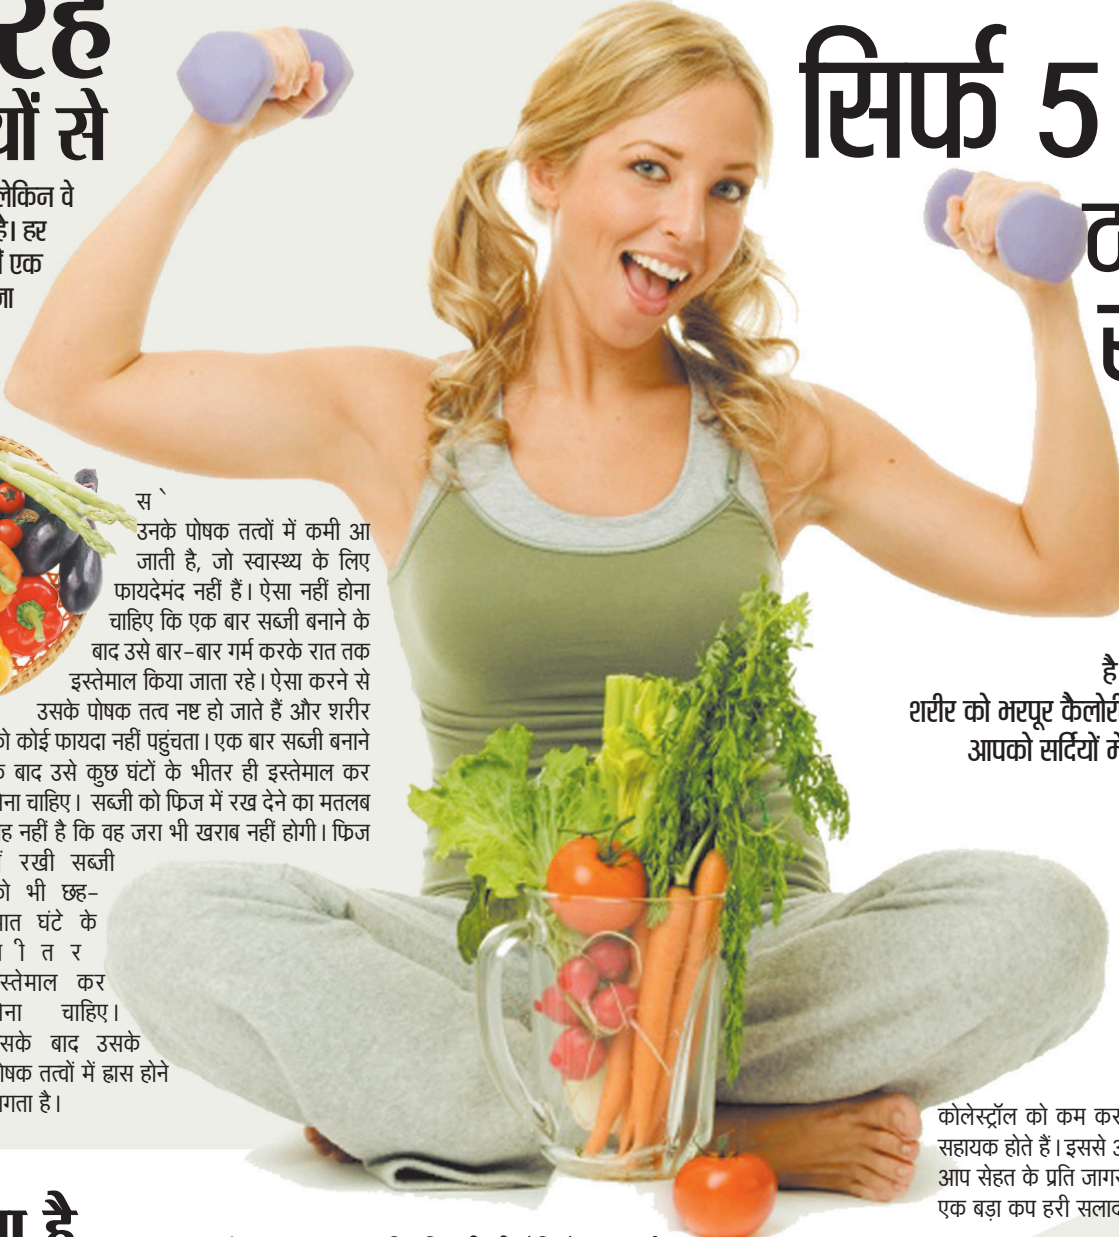 रह
यों से
लेकिन वे
है। हर
में एक
ना
से
उनके पोषक तत्वों में कमी आ
जाती है, जो स्वास्थ्य के लिए
फायदेमंद नहीं हैं। ऐसा नहीं होना
चाहिए कि एक बार सब्जी बनाने के
बाद उसे बार-बार गर्म करके रात तक
इस्तेमाल किया जाता रहे। ऐसा करने से
उसके पोषक तत्व नष्ट हो जाते हैं और शरीर
को कोई फायदा नहीं पहुंचता। एक बार सब्जी बनाने
के बाद उसे कुछ घंटों के भीतर ही इस्तेमाल कर
लेना चाहिए। सब्जी को फ्रिज में रख देने का मतलब
यह नहीं है कि वह जरा भी खराब नहीं होगी। फ्रिज
में रखी सब्जी
को भी छह-
सात घंटे के
भीतर
इस्तेमाल कर
लेना चाहिए।
उसके बाद उसके
पोषक तत्वों में ह्रास होने
लगता है।
ा है
सिर्फ 5
है
शरीर को भरपूर कैलोरी
आपको सर्दियों में
कोलेस्ट्रॉल को कम कर
सहायक होते हैं। इससे
आप सेहत के प्रति जाग
एक बड़ा कप हरी सलाद